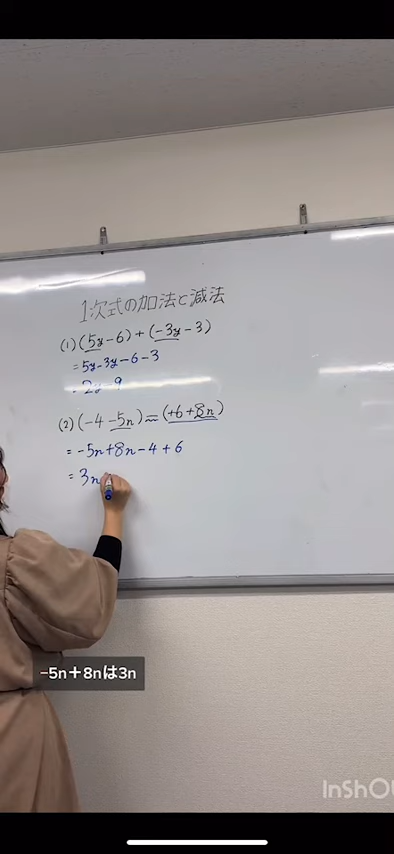 1次式の加法と減法
(1)(5y-6)+(-3y-3)
=5y-3y-6-3
=2y-9
(2)(-4-5n)=(+6+8n)
=-5n+8n-4+6
=3n
-5n+8nは3n
InShO